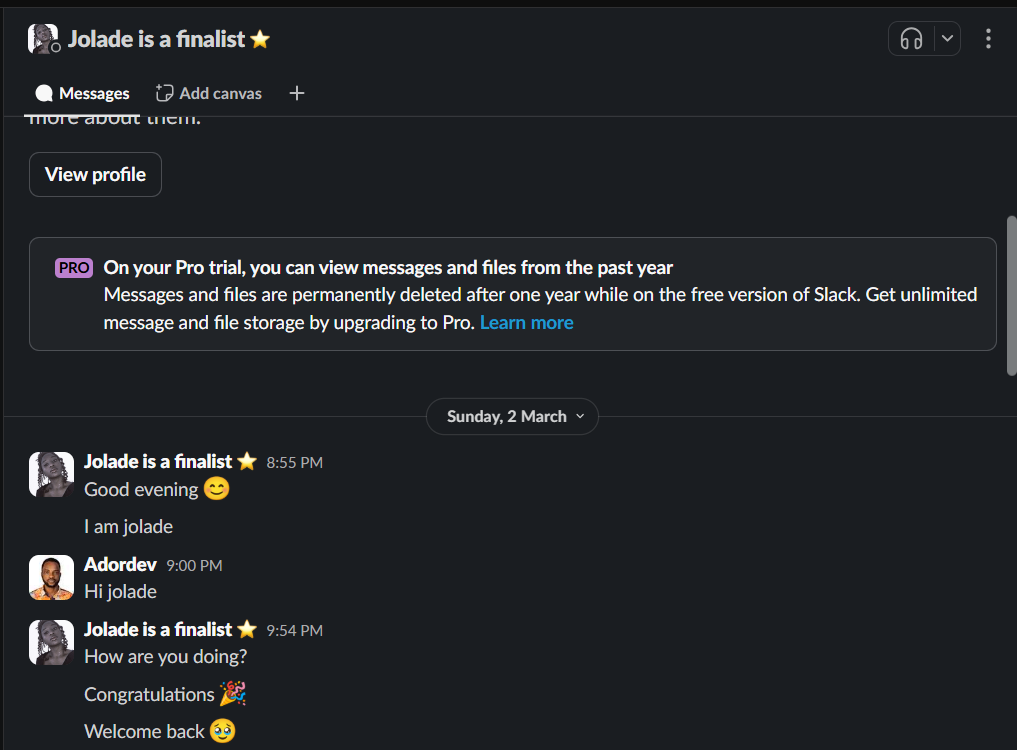 Jolade is a finalist ⭐
Messages
Add canvas
more about them.
View profile
PRO
On your Pro trial, you can view messages and files from the past year
Messages and files are permanently deleted after one year while on the free version of Slack. Get unlimited
message and file storage by upgrading to Pro. Learn more
Sunday, 2 March
Jolade is a finalist ⭐ 8:55 PM
Good evening 😊
I am jolade
Adordev 9:00 PM
Hi jolade
Jolade is a finalist ⭐ 9:54 PM
How are you doing?
Congratulations 🎉
Welcome back 🥹